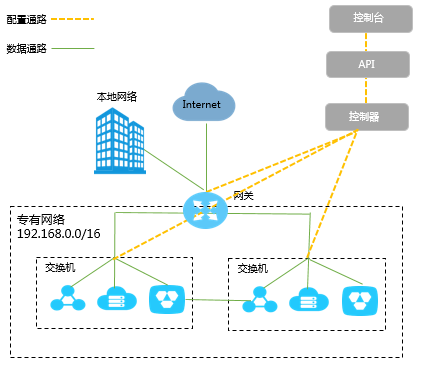 配置通路
控制台
数据通路
API
本地网络
Internet
控制器
网关
专有网络
192.168.0.0/16
交换机
交换机